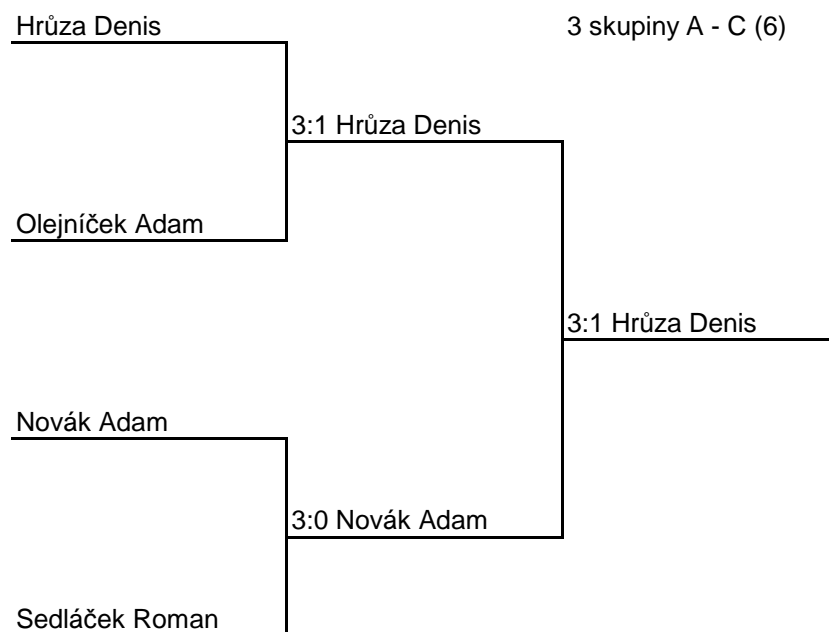 Hrůza Denis
3 skupiny A - C (6)
3:1 Hrůza Denis
Olejníček Adam
3:1 Hrůza Denis
Novák Adam
3:0 Novák Adam
Sedláček Roman